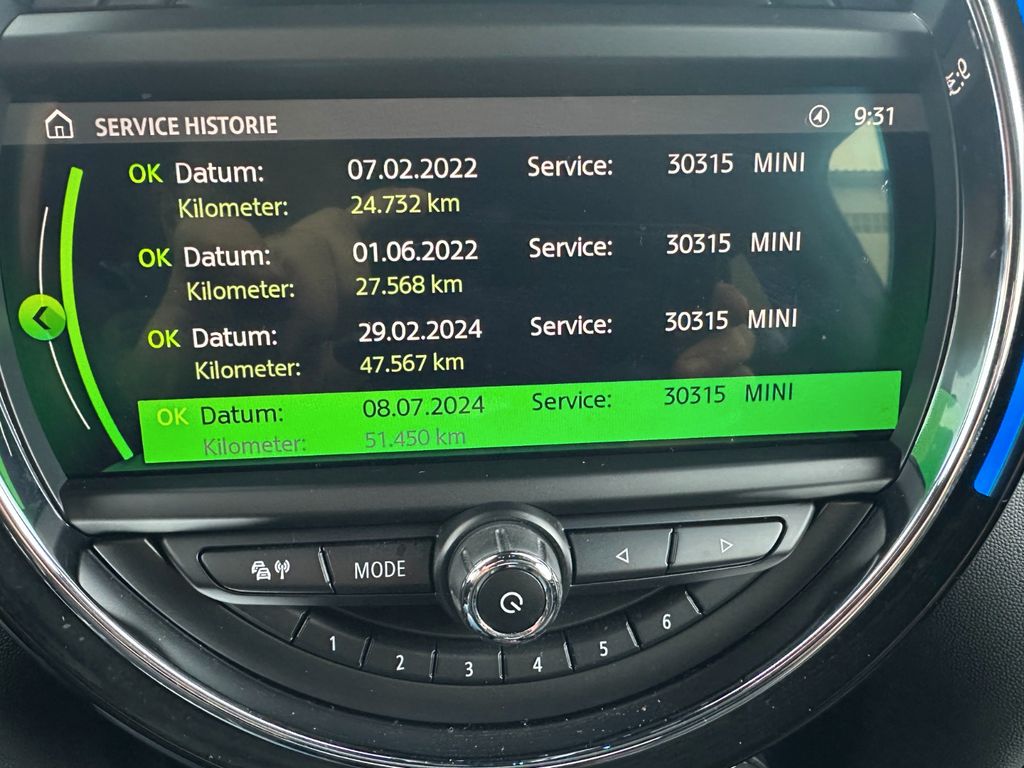 SERVICE HISTORIE 9:31
OK Datum: 07.02.2022 Service: 30315 MINI
Kilometer: 24.732 km
OK Datum: 01.06.2022 Service: 30315 MINI
Kilometer: 27.568 km
OK Datum: 29.02.2024 Service: 30315 MINI
Kilometer: 47.567 km
OK Datum: 08.07.2024 Service: 30315 MINI
Kilometer: 51.450 km
MODE
1 2 3 4 5 6